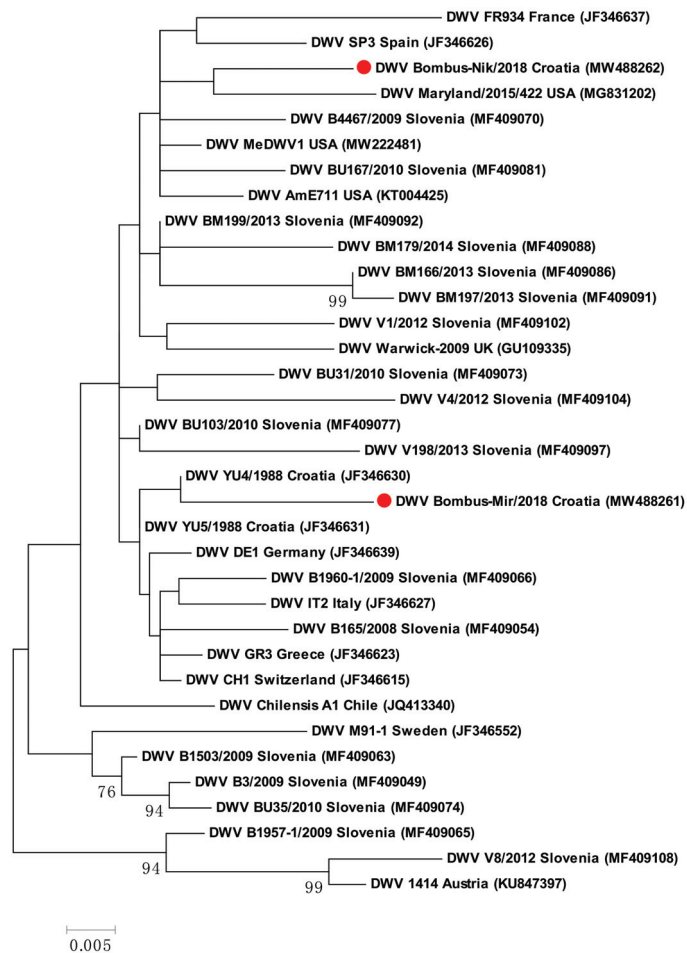 DWV FR934 France (JF346637)
DWV SP3 Spain (JF346626)
DWV Bombus-Nik/2018 Croatia (MW488262)
DWV Maryland/2015/422 USA (MG831202)
DWV B4467/2009 Slovenia (MF409070)
DWV MeDWV1 USA (MW222481)
DWV BU167/2010 Slovenia (MF409081)
DWV AmE711 USA (KT004425)
DWV BM199/2013 Slovenia (MF409092)
DWV BM179/2014 Slovenia (MF409088)
DWV BM166/2013 Slovenia (MF409086)
DWV BM197/2013 Slovenia (MF409091)
99
DWV V1/2012 Slovenia (MF409102)
DWV Warwick-2009 UK (GU109335)
DWV BU31/2010 Slovenia (MF409073)
DWV V4/2012 Slovenia (MF409104)
DWV BU103/2010 Slovenia (MF409077)
DWV V198/2013 Slovenia (MF409097)
DWV YU4/1988 Croatia (JF346630)
DWV Bombus-Mir/2018 Croatia (MW488261)
DWV YU5/1988 Croatia (JF346631)
DWV DE1 Germany (JF346639)
DWV B1960-1/2009 Slovenia (MF409066)
DWV IT2 Italy (JF346627)
DWV B165/2008 Slovenia (MF409054)
DWV GR3 Greece (JF346623)
DWV CH1 Switzerland (JF346615)
DWV Chilensis A1 Chile (JQ413340)
DWV M91-1 Sweden (JF346552)
DWV B1503/2009 Slovenia (MF409063)
DWV B3/2009 Slovenia (MF409049)
76
DWV BU35/2010 Slovenia (MF409074)
94
DWV B1957-1/2009 Slovenia (MF409065)
DWV V8/2012 Slovenia (MF409108)
94
DWV 1414 Austria (KU847397)
99
0.005